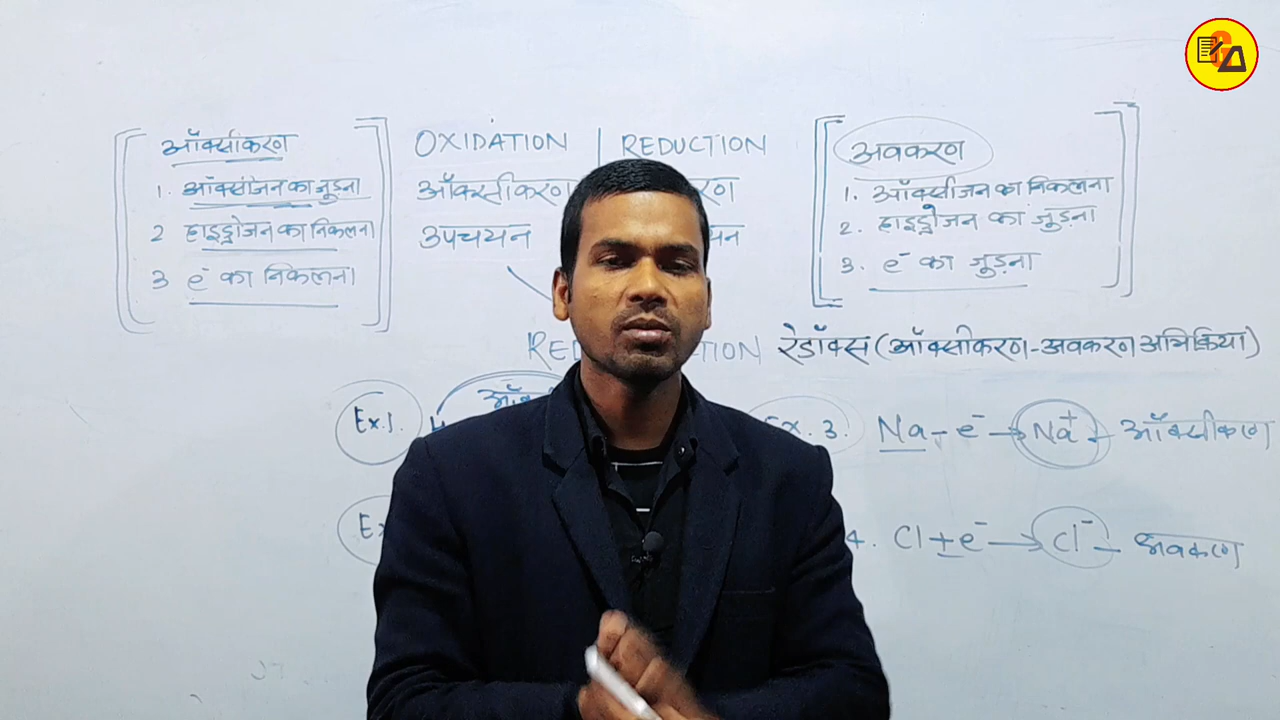 ऑक्सीकरण
1. ऑक्सीजन का जुड़ना
2 हाइड्रोजन का निकलना
3 e⁻ का निकलना
OXIDATION | REDUCTION
ऑक्सीकरण
उपचयन
अवकरण
1. ऑक्सीजन का निकलना
2. हाइड्रोजन का जुड़ना
3. e⁻ का जुड़ना
रेडॉक्स (ऑक्सीकरण-अवकरण अभिक्रिया)
Ex.1.
Ex. 3. Na - e⁻ → Na⁺ - ऑक्सीकरण
4. Cl + e⁻ → Cl⁻ - अवकरण